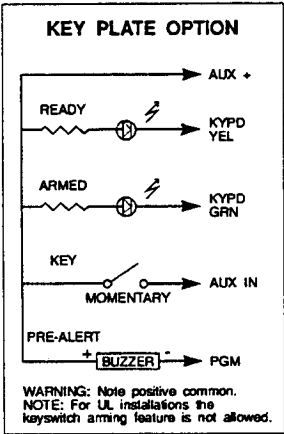 KEY PLATE OPTION
AUX +
READY
KYPD
YEL
ARMED
KYPD
GRN
KEY
AUX IN
MOMENTARY
PRE-ALERT
+ BUZZER - PGM
WARNING: Note positive common.
NOTE: For UL installations the
keyswitch arming feature is not allowed.